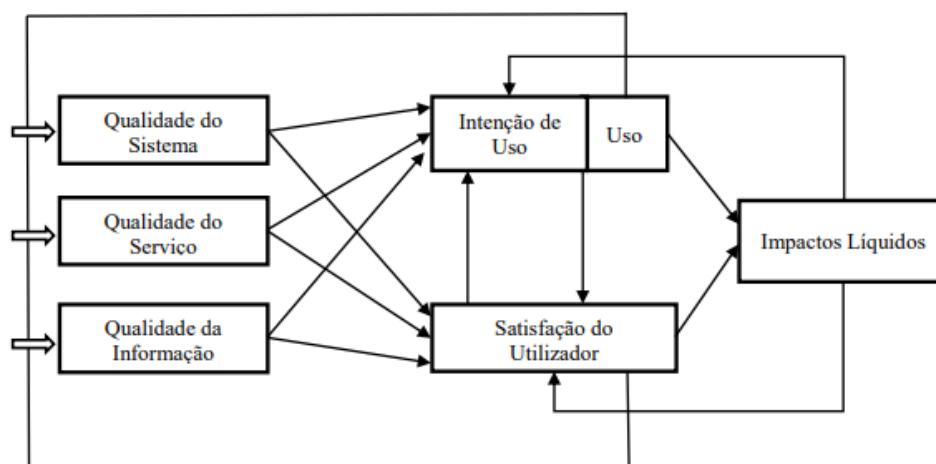 Qualidade do
Sistema
Intenção de
Uso
Uso
Qualidade do
Serviço
Impactos Líquidos
Qualidade da
Informação
Satisfação do
Utilizador